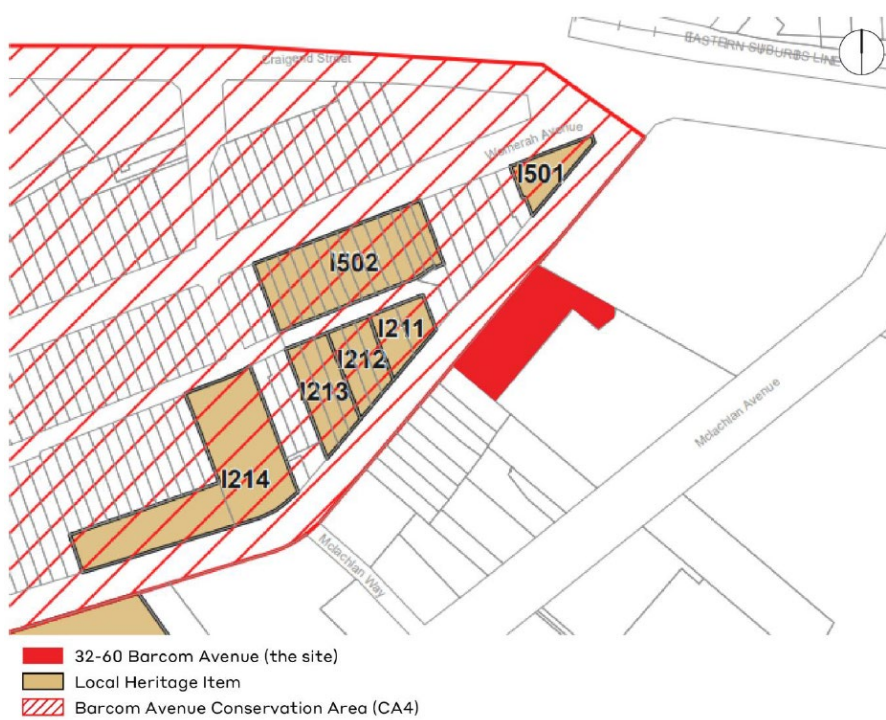 EASTERN SUBURBS LINE
Craigend Street
Womerah Avenue
I501
I502
I211
I212
I213
Mclachlan Avenue
I214
Mclachlan Way
32-60 Barcom Avenue (the site)
Local Heritage Item
Barcom Avenue Conservation Area (CA4)